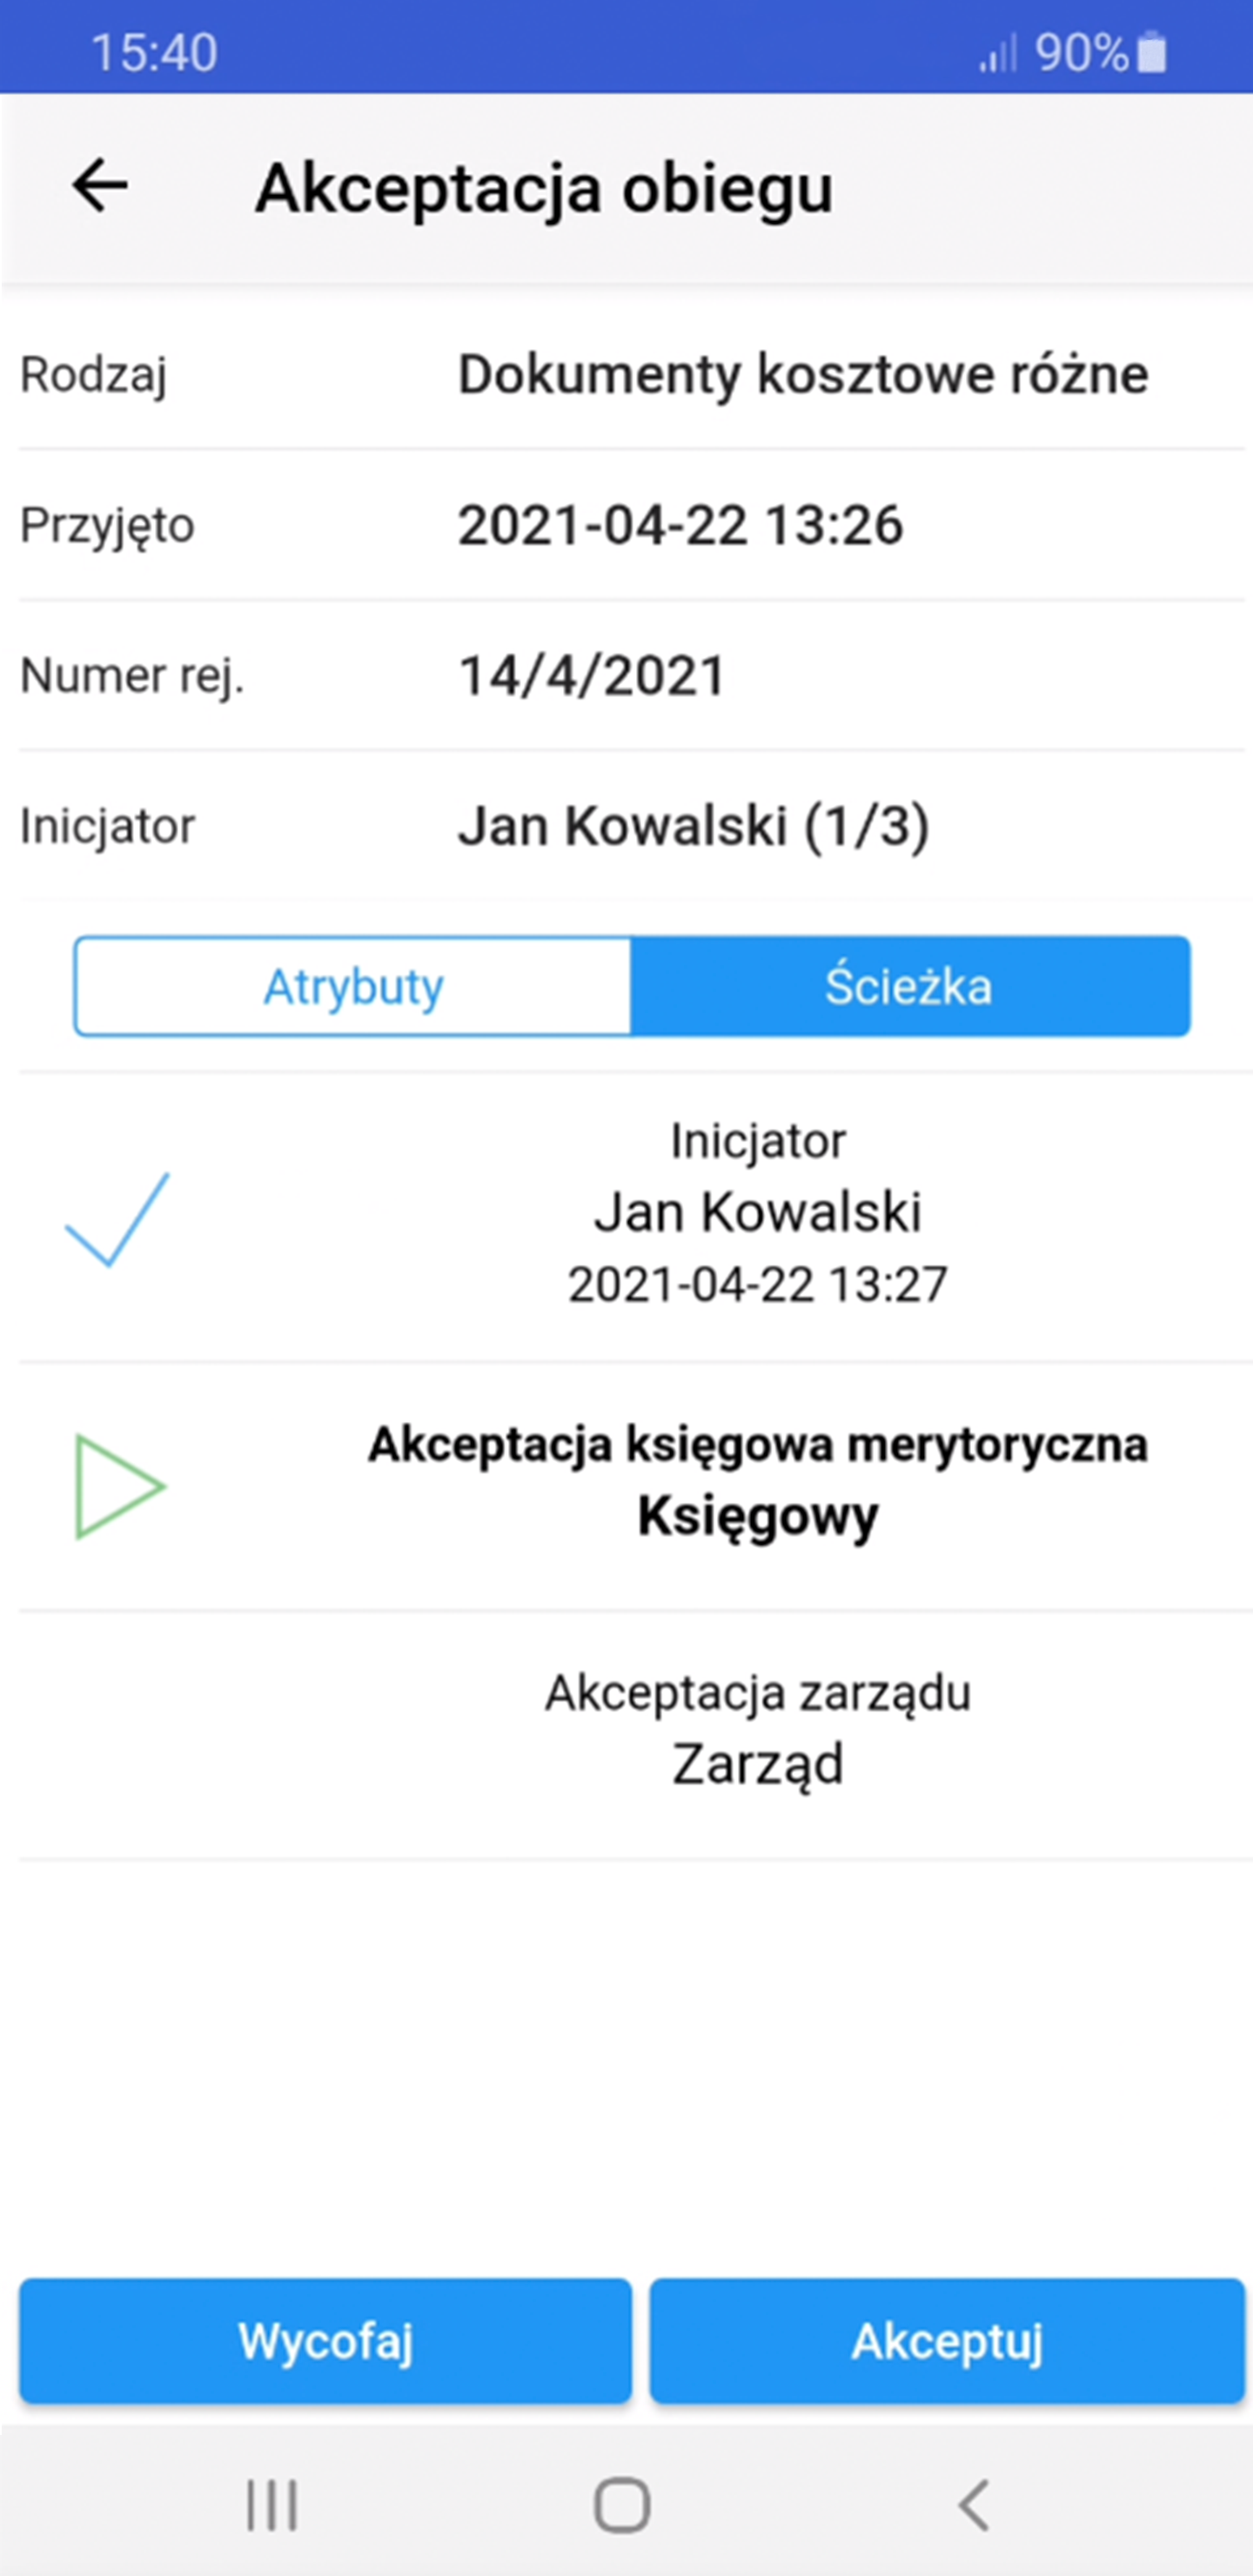 15:40 90%
Akceptacja obiegu
Rodzaj Dokumenty kosztowe różne
Przyjęto 2021-04-22 13:26
Numer rej. 14/4/2021
Inicjator Jan Kowalski (1/3)
Atrybuty Ścieżka
Inicjator
Jan Kowalski
2021-04-22 13:27
Akceptacja księgowa merytoryczna
Księgowy
Akceptacja zarządu
Zarząd
Wycofaj Akceptuj